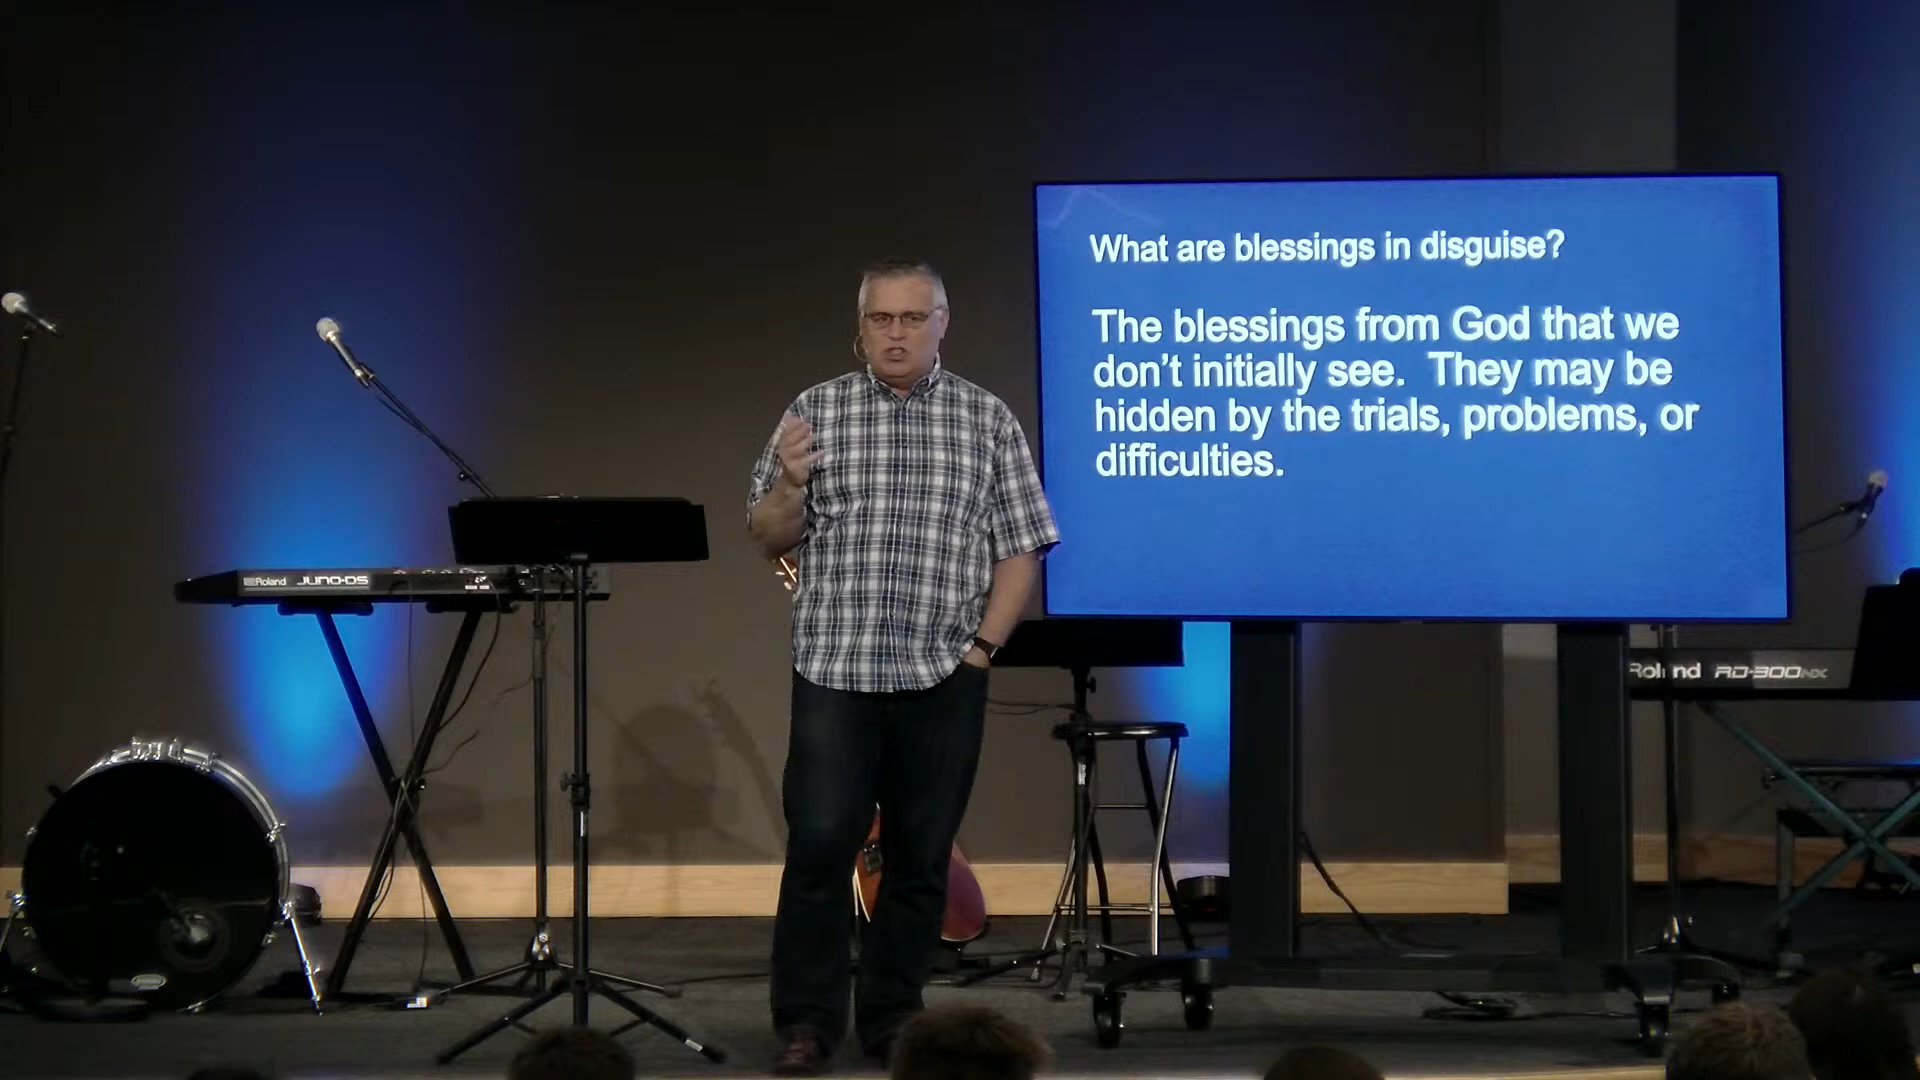 What are blessings in disguise?
The blessings from God that we
don't initially see.  They may be
hidden by the trials, problems, or
difficulties.
Roland JUNO-DS
Roland RD-300NX